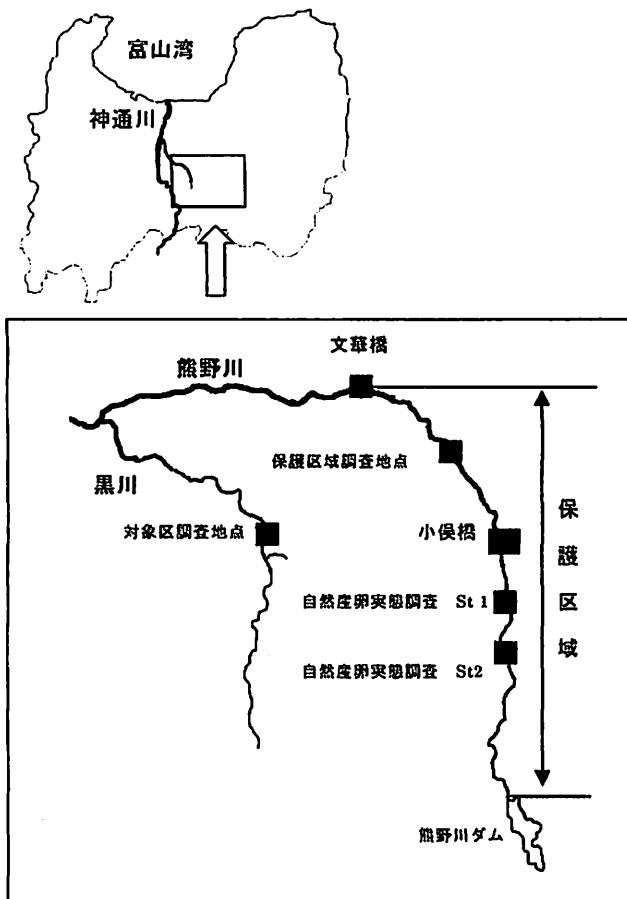 富山湾
神通川
文華橋
熊野川
保護区域調査地点
黒川
対象区調査地点
小俣橋
保護区域
自然産卵実態調査 St 1
自然産卵実態調査 St2
熊野川ダム